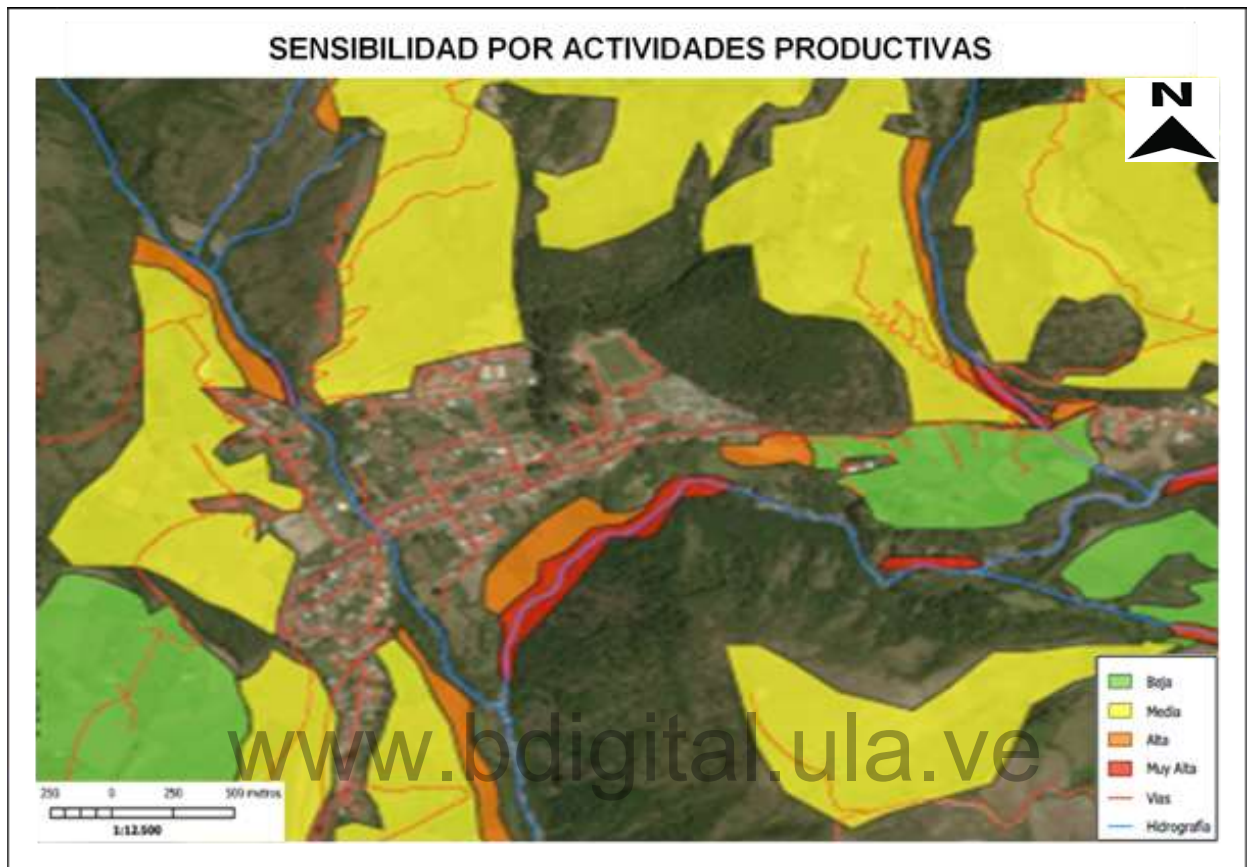 SENSIBILIDAD POR ACTIVIDADES PRODUCTIVAS
N
Baja
Media
Alta
Muy Alta
Vias
Hidrografía
250 0 250 500 metros
1:12.500
www.bdigital.ula.ve